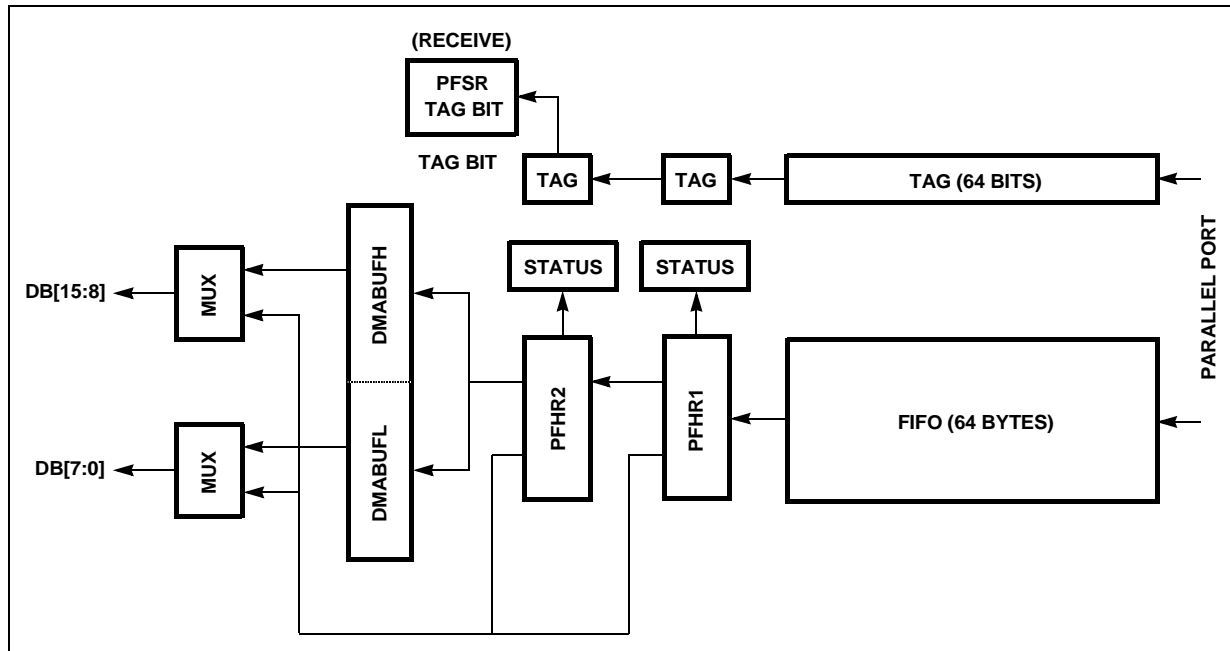 (RECEIVE)
PFSR
TAG BIT
TAG BIT
TAG
TAG
TAG (64 BITS)
PARALLEL PORT
STATUS
STATUS
DB[15:8]
MUX
DMABUFH
PFHR2
PFHR1
FIFO (64 BYTES)
DB[7:0]
MUX
DMABUFL